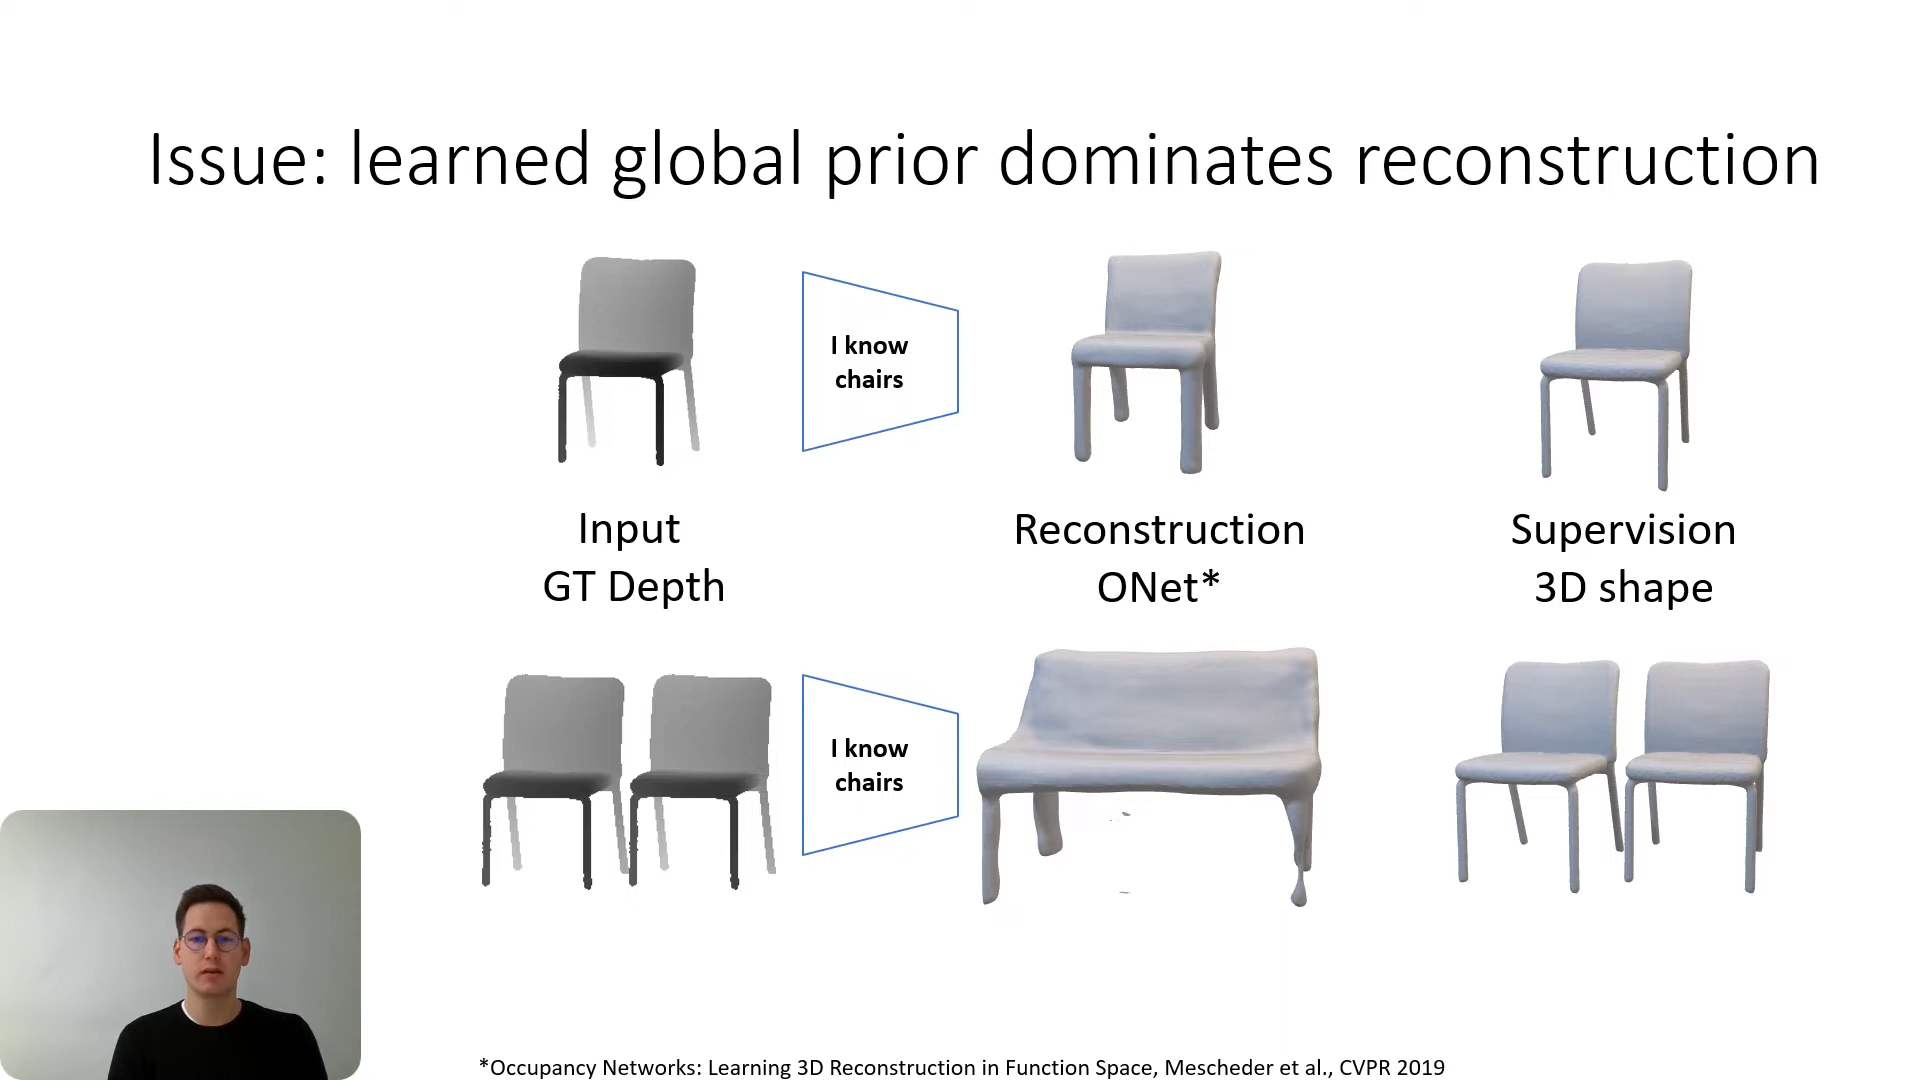 Issue: learned global prior dominates reconstruction
I know
chairs
Input
GT Depth
Reconstruction
ONet*
Supervision
3D shape
I know
chairs
*Occupancy Networks: Learning 3D Reconstruction in Function Space, Mescheder et al., CVPR 2019